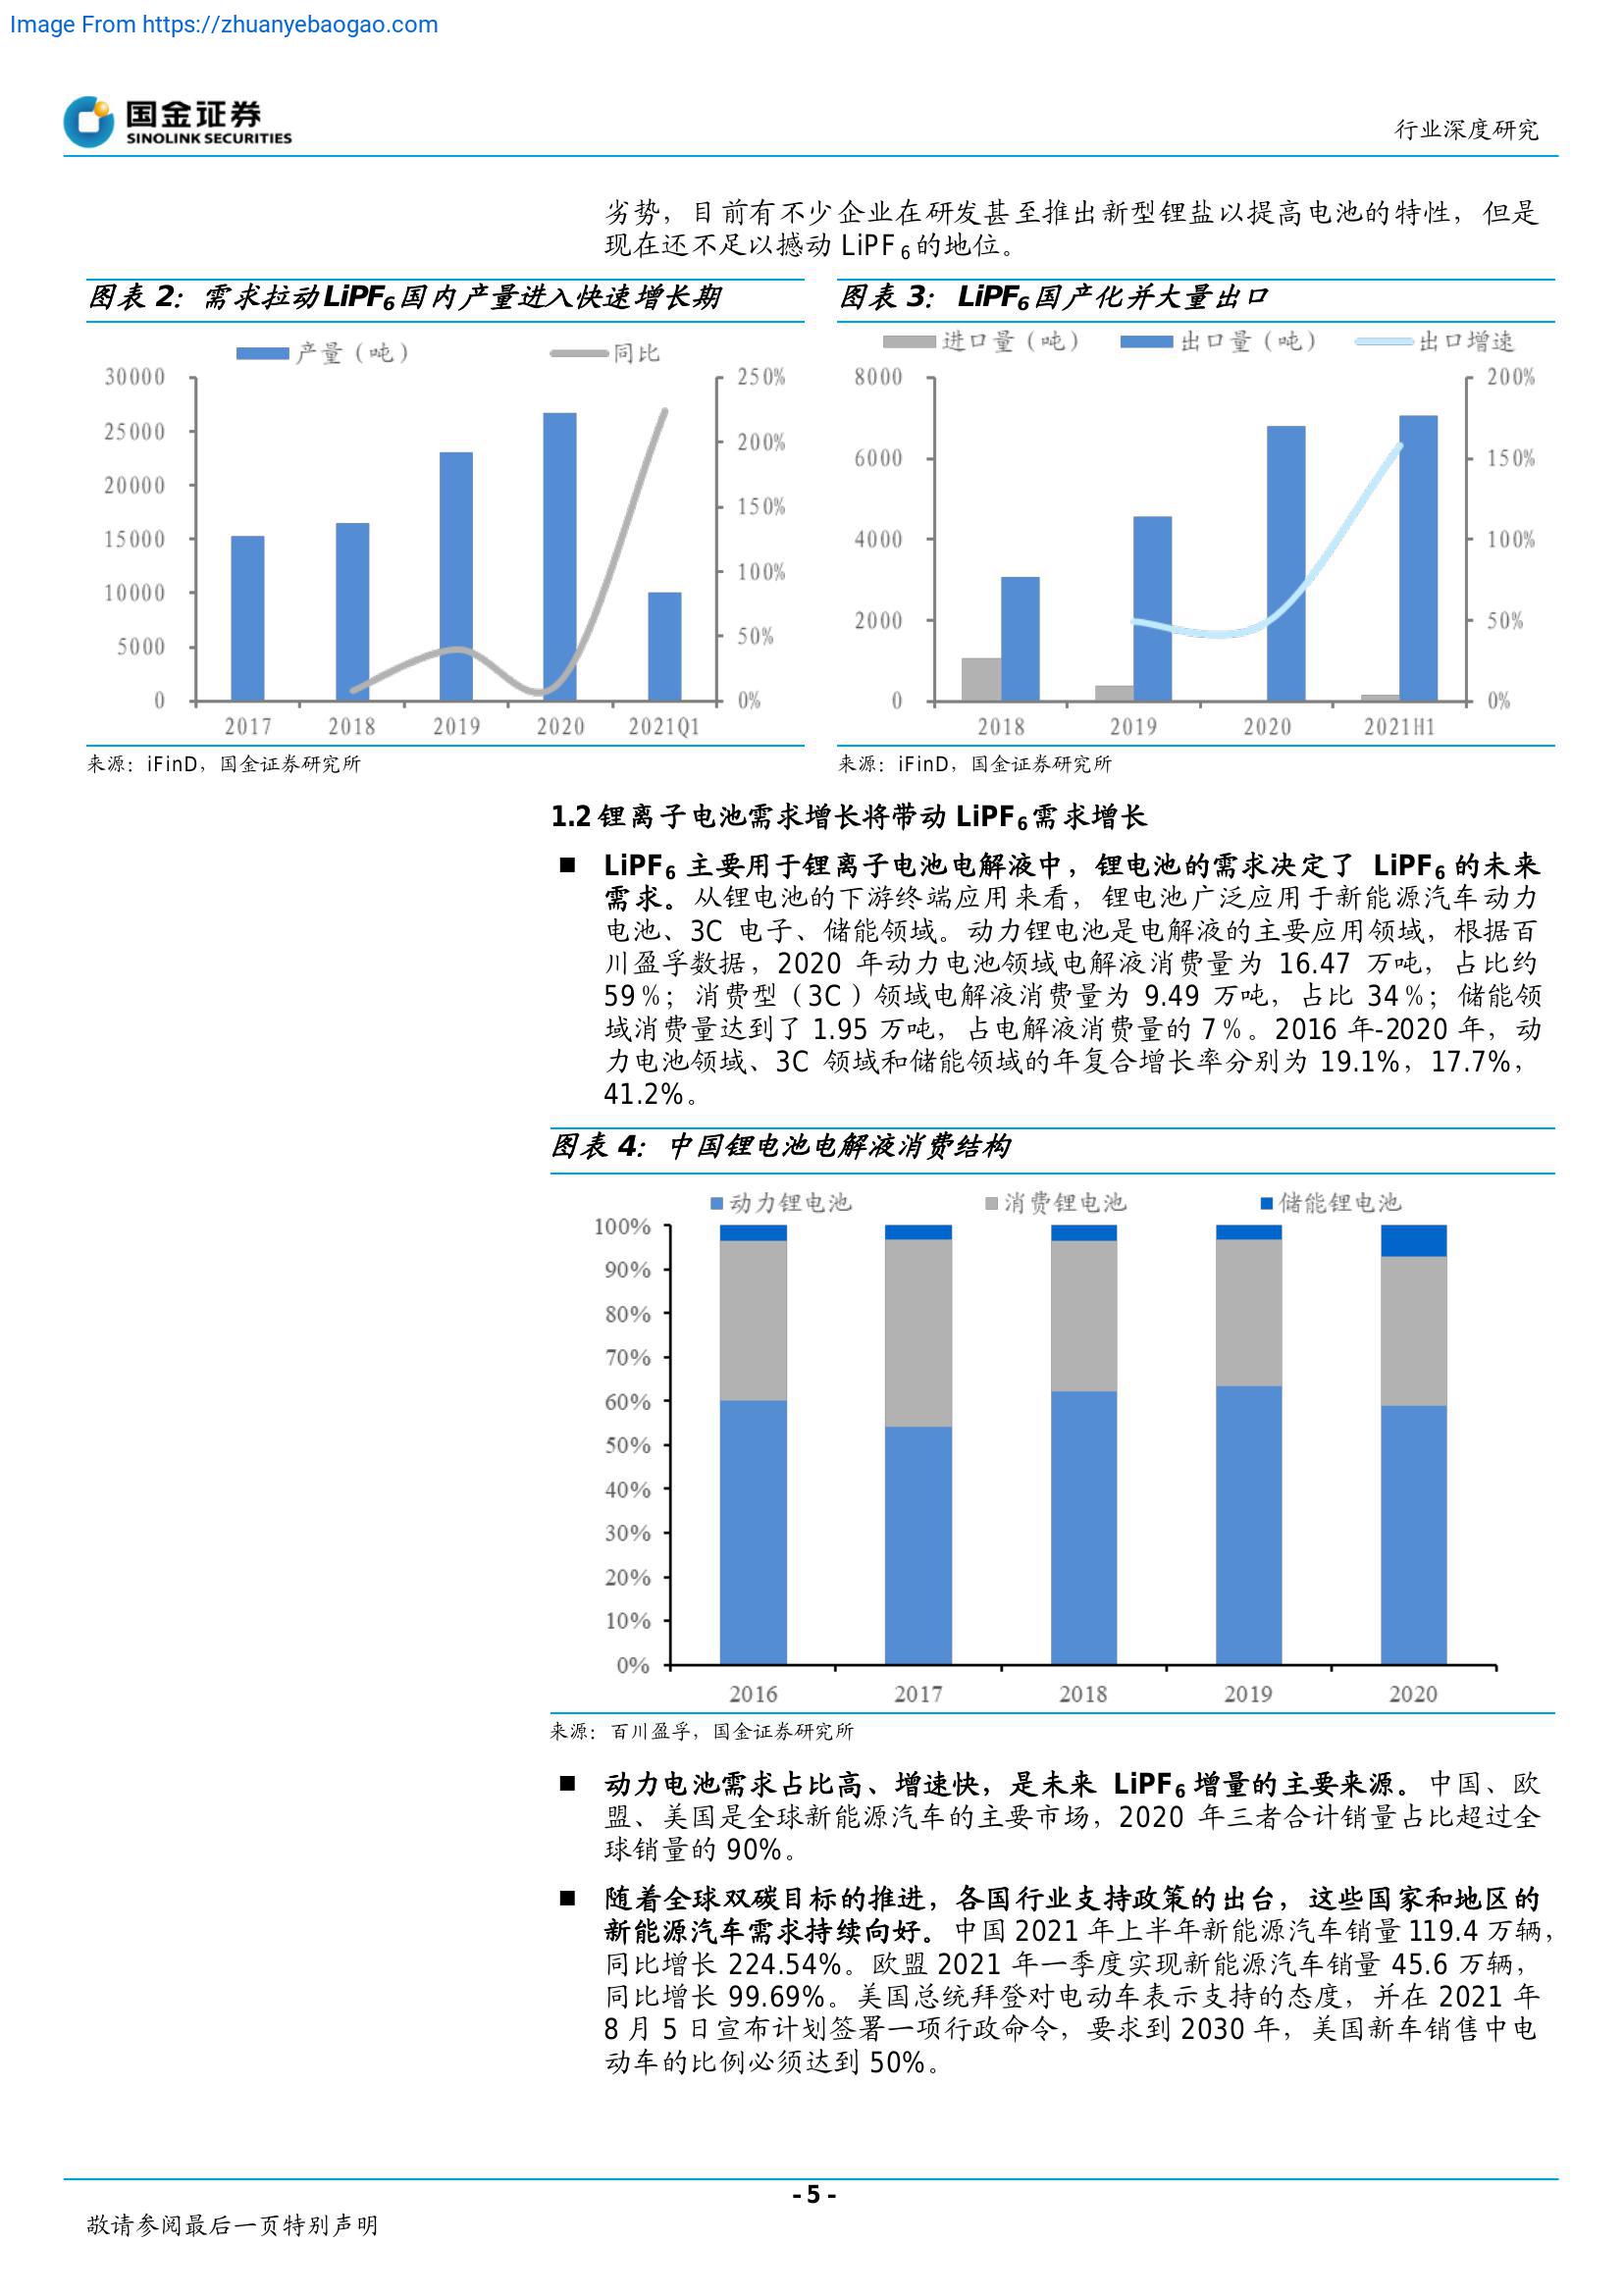 Image From https://zhuanyebaogao.com
国金证券
SINOLINK SECURITIES
行业深度研究
劣势，目前有不少企业在研发甚至推出新型锂盐以提高电池的特性，但是
现在还不足以撼动 LiPF6的地位。
图表 2：需求拉动LiPF6国内产量进入快速增长期
产量（吨） 同比
30000 250%
25000 200%
20000 150%
15000 100%
10000 50%
5000 0%
0
2017 2018 2019 2020 2021Q1
来源：iFinD，国金证券研究所
图表 3：LiPF6国产化并大量出口
进口量（吨） 出口量（吨） 出口增速
8000 200%
6000 150%
4000 100%
2000 50%
0 0%
2018 2019 2020 2021H1
来源：iFinD，国金证券研究所
1.2 锂离子电池需求增长将带动 LiPF6需求增长
■ LiPF6 主要用于锂离子电池电解液中，锂电池的需求决定了 LiPF6 的未来
需求。从锂电池的下游终端应用来看，锂电池广泛应用于新能源汽车动力
电池、3C 电子、储能领域。动力锂电池是电解液的主要应用领域，根据百
川盈孚数据，2020 年动力电池领域电解液消费量为 16.47 万吨，占比约
59%；消费型（3C）领域电解液消费量为 9.49 万吨，占比 34%；储能领
域消费量达到了 1.95 万吨，占电解液消费量的 7%。2016 年-2020 年，动
力电池领域、3C 领域和储能领域的年复合增长率分别为 19.1%，17.7%，
41.2%。
图表 4：中国锂电池电解液消费结构
动力锂电池 消费锂电池 储能锂电池
100%
90%
80%
70%
60%
50%
40%
30%
20%
10%
0%
2016 2017 2018 2019 2020
来源：百川盈孚，国金证券研究所
■ 动力电池需求占比高、增速快，是未来 LiPF6增量的主要来源。中国、欧
盟、美国是全球新能源汽车的主要市场，2020 年三者合计销量占比超过全
球销量的 90%。
■ 随着全球双碳目标的推进，各国行业支持政策的出台，这些国家和地区的
新能源汽车需求持续向好。中国 2021 年上半年新能源汽车销量 119.4 万辆，
同比增长 224.54%。欧盟 2021 年一季度实现新能源汽车销量 45.6 万辆，
同比增长 99.69%。美国总统拜登对电动车表示支持的态度，并在 2021 年
8 月 5 日宣布计划签署一项行政命令，要求到 2030 年，美国新车销售中电
动车的比例必须达到 50%。
- 5 -
敬请参阅最后一页特别声明